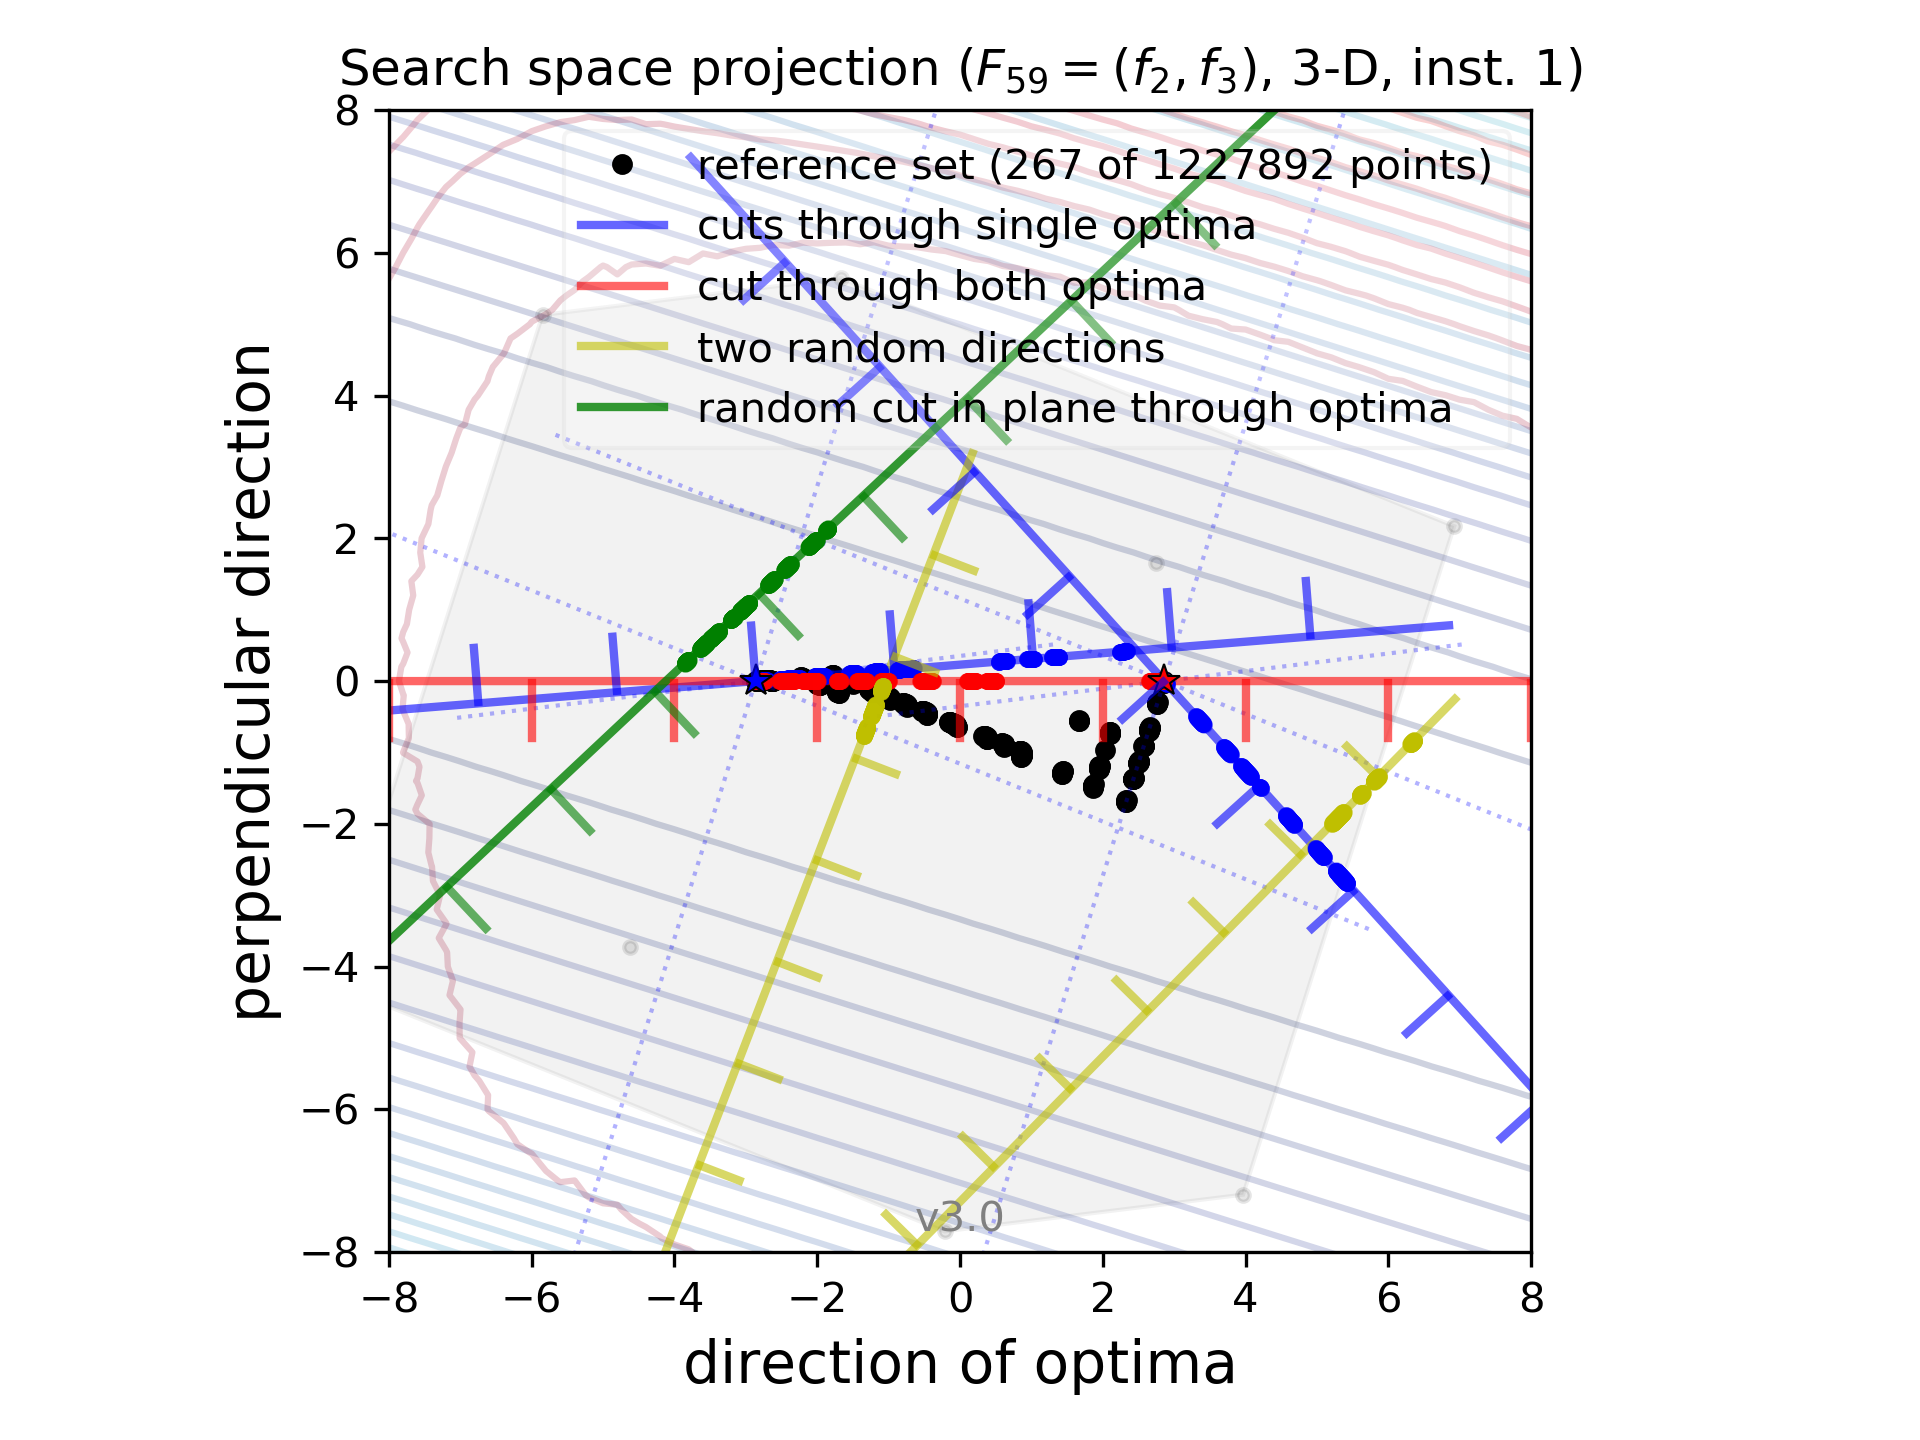 Search space projection (F₅₉ = (f₂, f₃), 3-D, inst. 1)
8
6
4
2
0
−2
−4
−6
−8
perpendicular direction
reference set (267 of 1227892 points)
cuts through single optima
cut through both optima
two random directions
random cut in plane through optima
v3.0
−8 −6 −4 −2 0 2 4 6 8
direction of optima